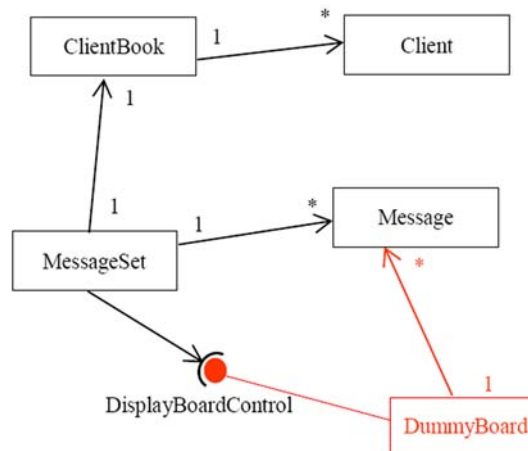 ClientBook
1
*
Client
1
1
1
*
Message
MessageSet
*
DisplayBoardControl
1
DummyBoard